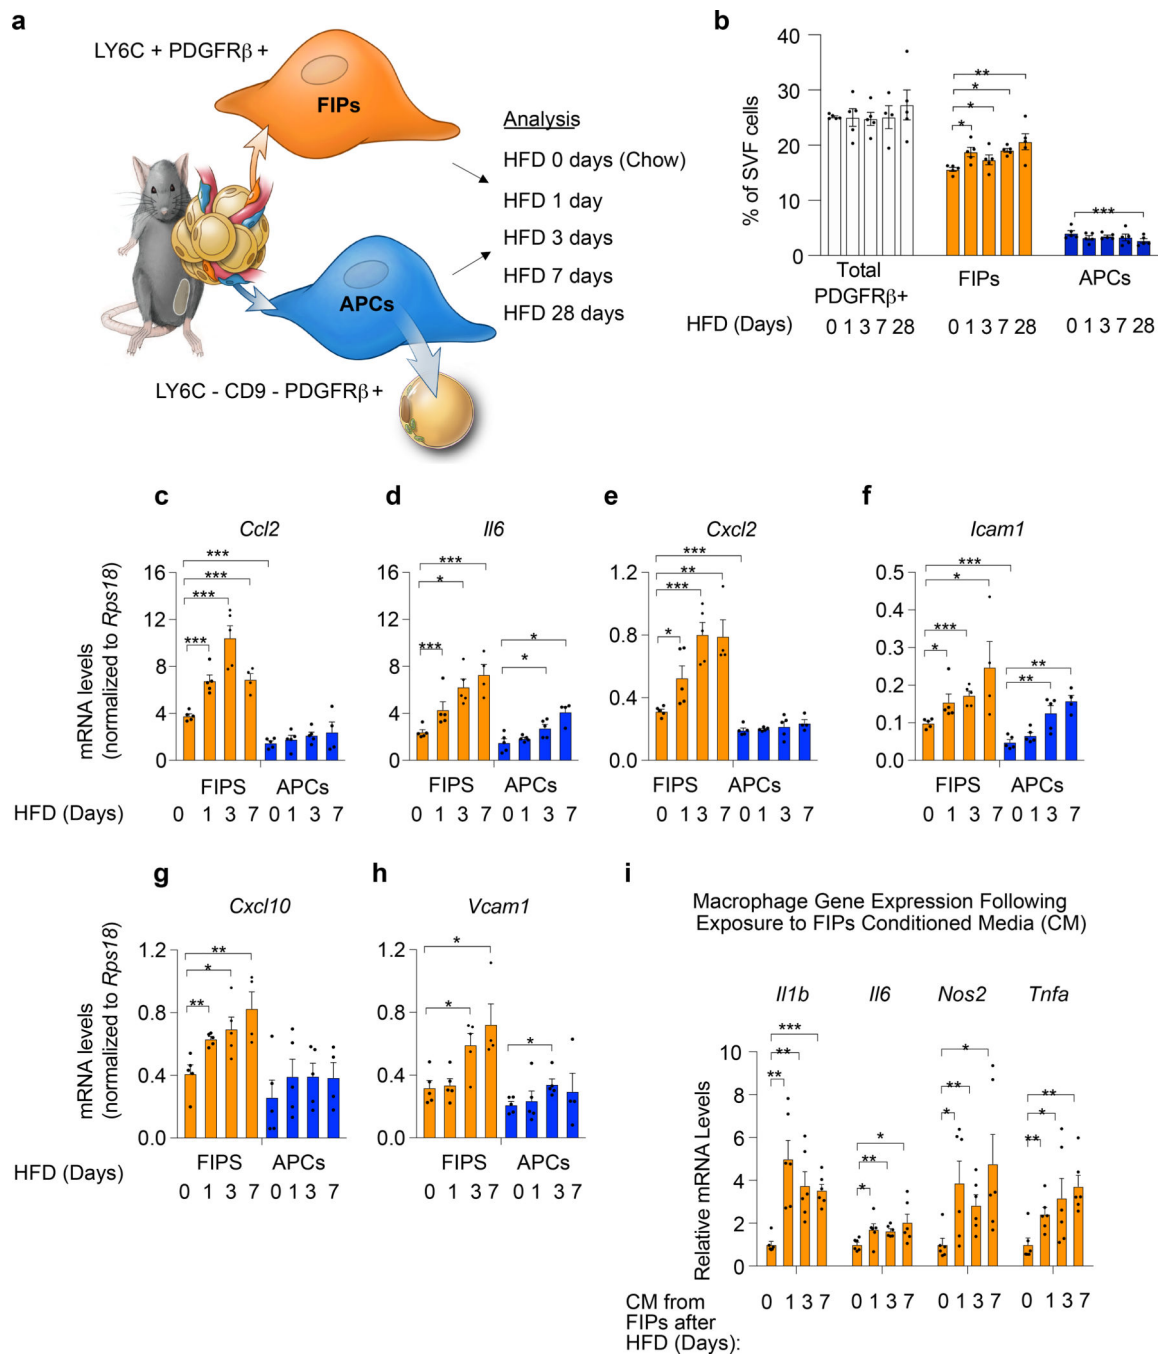 a
LY6C + PDGFRβ +
FIPs
Analysis
HFD 0 days (Chow)
HFD 1 day
HFD 3 days
HFD 7 days
HFD 28 days
APCs
LY6C - CD9 - PDGFRβ +
b
% of SVF cells
40
30
20
10
0
** * * *
***
Total PDGFRβ+
FIPs
APCs
HFD (Days) 0 1 3 7 28 0 1 3 7 28 0 1 3 7 28
c
Ccl2
mRNA levels
(normalized to Rps18)
16
12
8
4
0
***
***
***
***
FIPS APCs
HFD (Days) 0 1 3 7 0 1 3 7
d
Il6
16
12
8
4
0
***
*
***
*
*
FIPS APCs
0 1 3 7 0 1 3 7
e
Cxcl2
1.2
0.8
0.4
0.0
***
**
***
*
FIPS APCs
0 1 3 7 0 1 3 7
f
Icam1
0.5
0.4
0.3
0.2
0.1
0.0
***
*
***
*
**
**
FIPS APCs
0 1 3 7 0 1 3 7
g
Cxcl10
mRNA levels
(normalized to Rps18)
1.2
0.8
0.4
0.0
**
*
**
FIPS APCs
HFD (Days) 0 1 3 7 0 1 3 7
h
Vcam1
1.2
0.8
0.4
0.0
*
*
*
FIPS APCs
0 1 3 7 0 1 3 7
i
Macrophage Gene Expression Following
Exposure to FIPs Conditioned Media (CM)
Il1b Il6 Nos2 Tnfa
Relative mRNA Levels
10
8
6
4
2
0
***
**
**
*
**
*
*
**
*
**
*
**
CM from
FIPs after
HFD (Days):
0 1 3 7 0 1 3 7 0 1 3 7 0 1 3 7